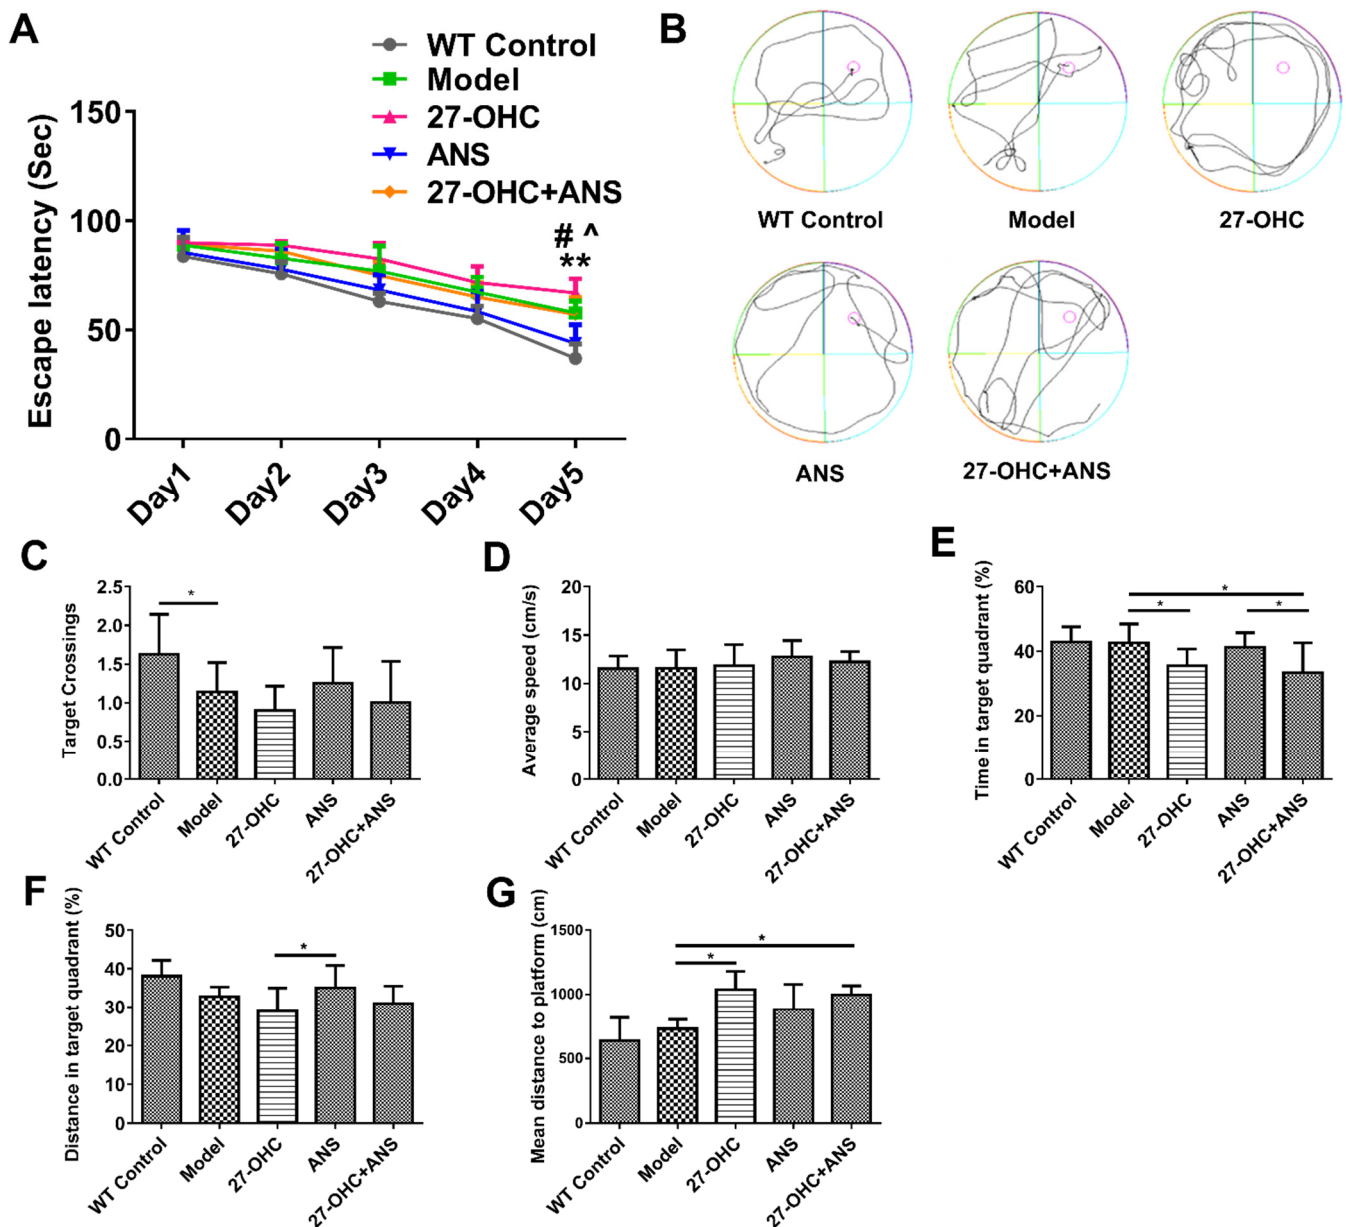 A
WT Control
Model
27-OHC
ANS
27-OHC+ANS
# ^
**
150
100
50
0
Escape latency (Sec)
Day1
Day2
Day3
Day4
Day5
B
WT Control
Model
27-OHC
ANS
27-OHC+ANS
C
Target Crossings
2.5
2.0
1.5
1.0
0.5
0.0
*
WT Control
Model
27-OHC
ANS
27-OHC+ANS
D
Average speed (cm/s)
20
15
10
5
0
WT Control
Model
27-OHC
ANS
27-OHC+ANS
E
Time in target quadrant (%)
60
40
20
0
*
*
*
WT Control
Model
27-OHC
ANS
27-OHC+ANS
F
Distance in target quadrant (%)
50
40
30
20
10
0
*
WT Control
Model
27-OHC
ANS
27-OHC+ANS
G
Mean distance to platform (cm)
1500
1000
500
0
*
*
WT Control
Model
27-OHC
ANS
27-OHC+ANS